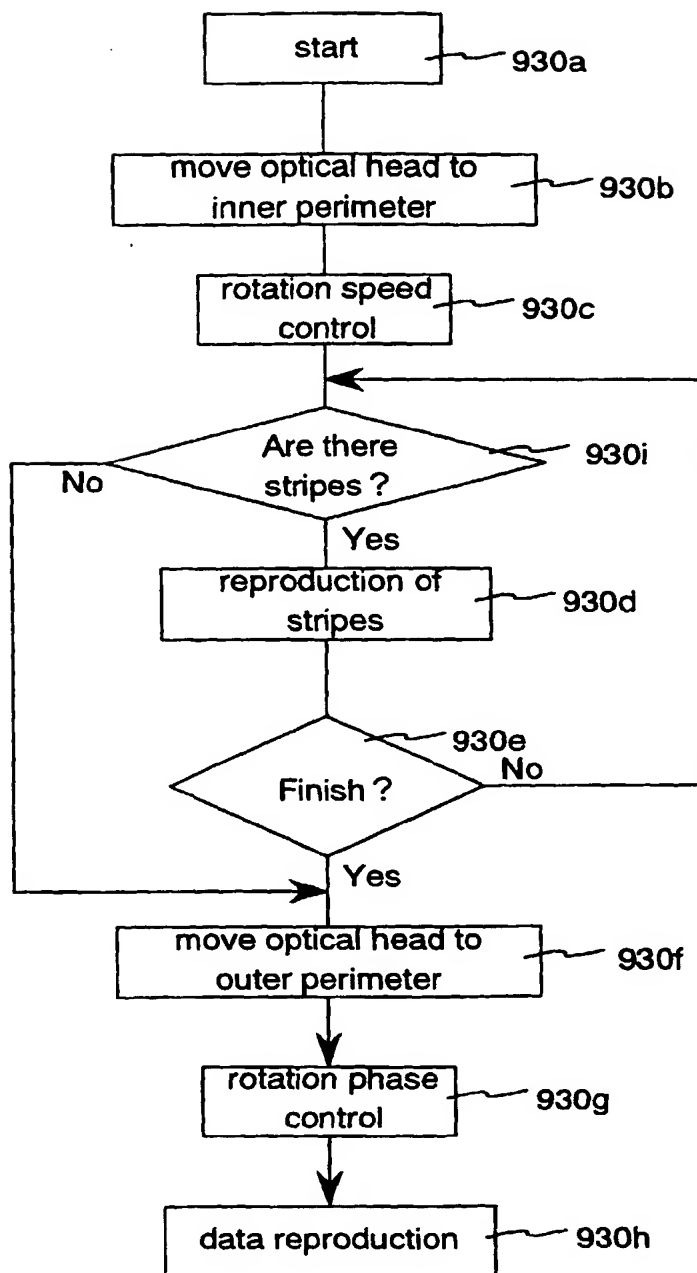 start
930a
move optical head to
inner perimeter
930b
rotation speed
control
930c
Are there
stripes ?
930i
No
Yes
reproduction of
stripes
930d
930e
Finish ?
No
Yes
move optical head to
outer perimeter
930f
rotation phase
control
930g
data reproduction
930h